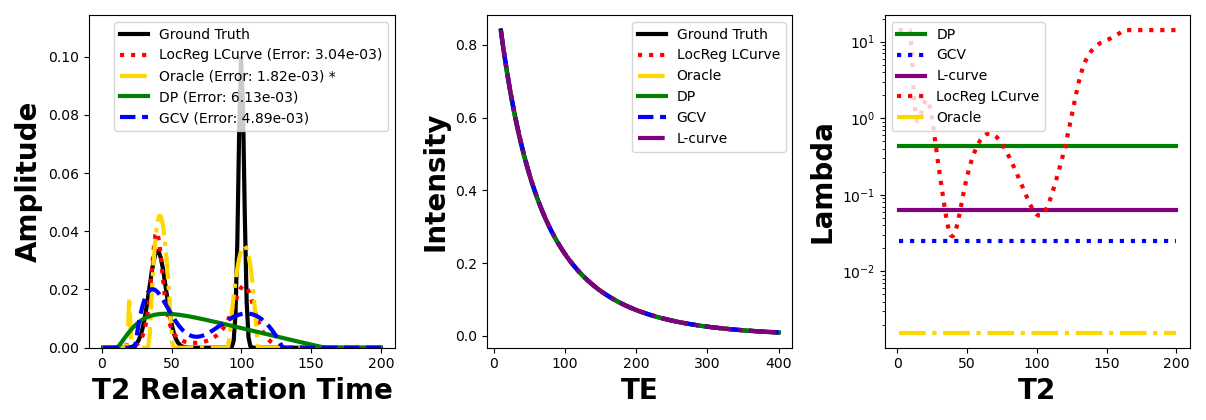 Ground Truth
LocReg LCurve (Error: 3.04e-03)
Oracle (Error: 1.82e-03) *
DP (Error: 6.13e-03)
GCV (Error: 4.89e-03)
0.10
0.08
0.06
0.04
0.02
0.00
0 50 100 150 200
Amplitude
T2 Relaxation Time
Ground Truth
LocReg LCurve
Oracle
DP
GCV
L-curve
0.8
0.6
0.4
0.2
0.0
0 100 200 300 400
Intensity
TE
DP
GCV
L-curve
LocReg LCurve
Oracle
10^1
10^0
10^-1
10^-2
0 50 100 150 200
Lambda
T2